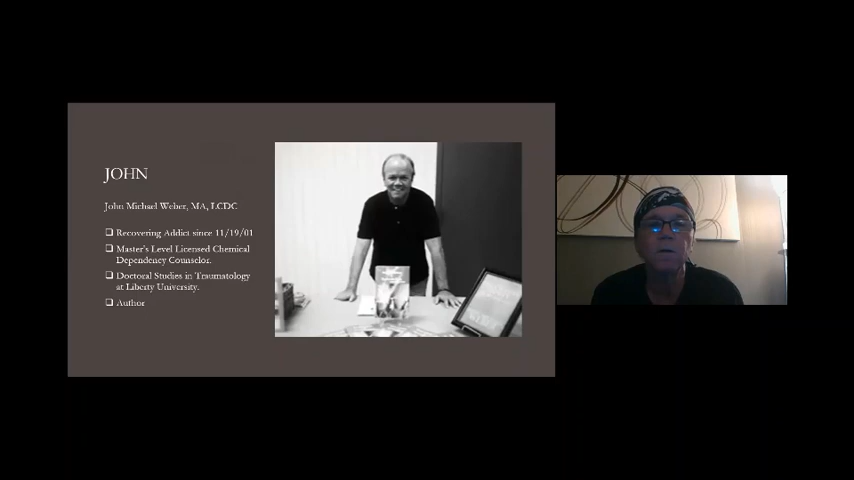 JOHN
John Michael Weber, MA, LCDC
Recovering Addict since 11/19/01
Master's Level Licensed Chemical
Dependency Counselor.
Doctoral Studies in Traumatology
at Liberty University.
Author